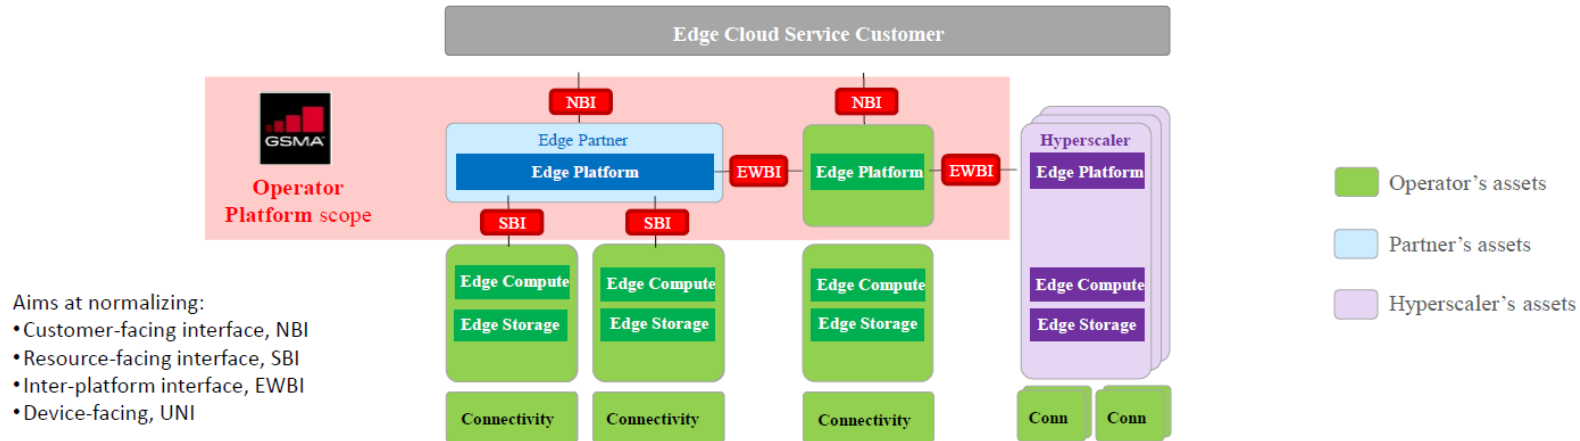 Edge Cloud Service Customer
NBI
NBI
GSMA
Operator
Platform scope
Edge Partner
Edge Platform
EWBI
Edge Platform
EWBI
Hyperscaler
Edge Platform
SBI
SBI
Edge Compute
Edge Storage
Edge Compute
Edge Storage
Edge Compute
Edge Storage
Edge Compute
Edge Storage
Connectivity
Connectivity
Connectivity
Conn
Conn
Operator's assets
Partner's assets
Hyperscaler's assets
Aims at normalizing:
•Customer-facing interface, NBI
•Resource-facing interface, SBI
•Inter-platform interface, EWBI
•Device-facing, UNI